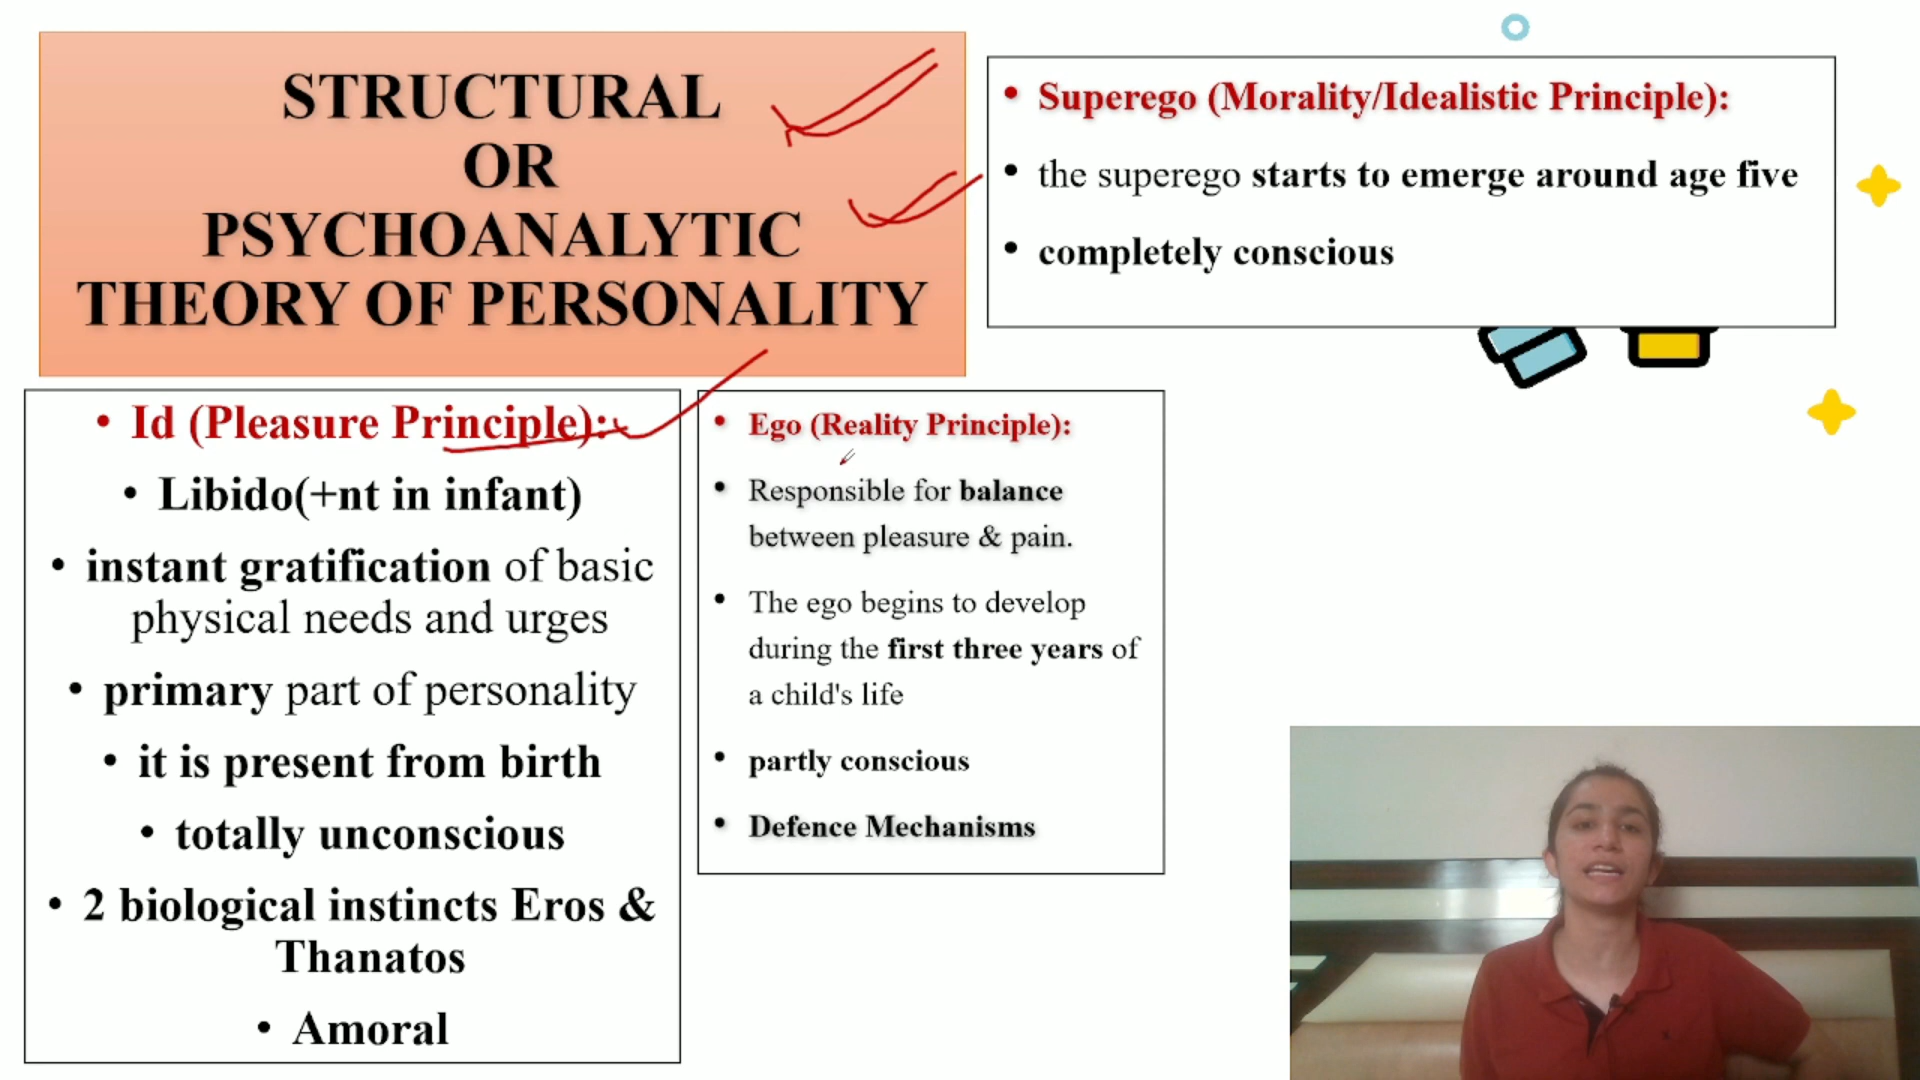 STRUCTURAL
OR
PSYCHOANALYTIC
THEORY OF PERSONALITY
• Superego (Morality/Idealistic Principle):
• the superego starts to emerge around age five
• completely conscious
• Id (Pleasure Principle):
• Libido(+nt in infant)
• instant gratification of basic
physical needs and urges
• primary part of personality
• it is present from birth
• totally unconscious
• 2 biological instincts Eros &
Thanatos
• Amoral
• Ego (Reality Principle):
• Responsible for balance
between pleasure & pain.
• The ego begins to develop
during the first three years of
a child's life
• partly conscious
• Defence Mechanisms